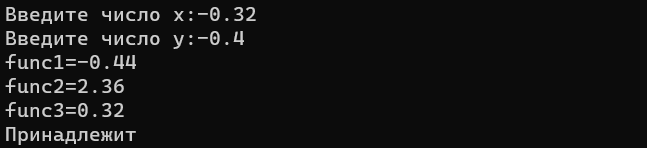 Введите число x:-0.32
Введите число y:-0.4
func1=-0.44
func2=2.36
func3=0.32
Принадлежит